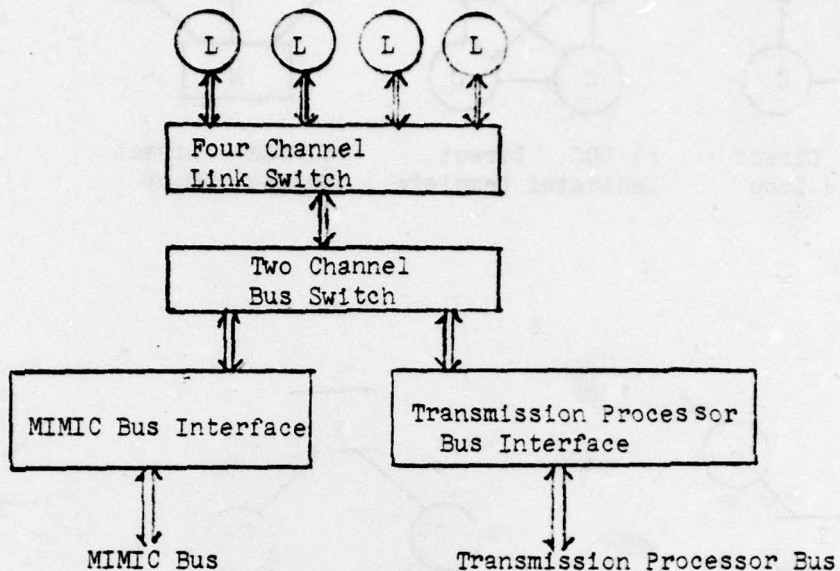 L L L L
Four Channel
Link Switch
Two Channel
Bus Switch
MIMIC Bus Interface
Transmission Processor
Bus Interface
MIMIC Bus
Transmission Processor Bus